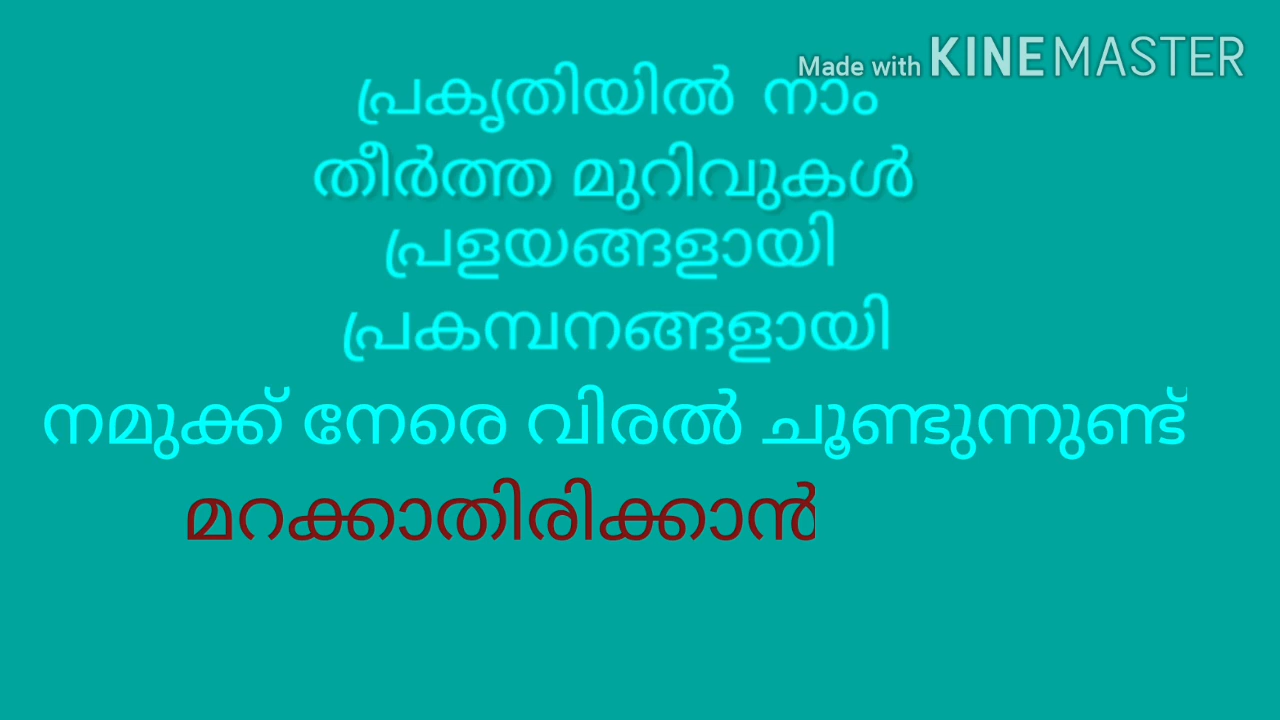 Made with KINEMASTER
പ്രകൃതിയിൽ നാം
തീർത്ത മുറിവുകൾ
പ്രളയങ്ങളായി
പ്രകമ്പനങ്ങളായി
നമുക്ക് നേരെ വിരൽ ചൂണ്ടുന്നുണ്ട്
മറക്കാതിരിക്കാൻ